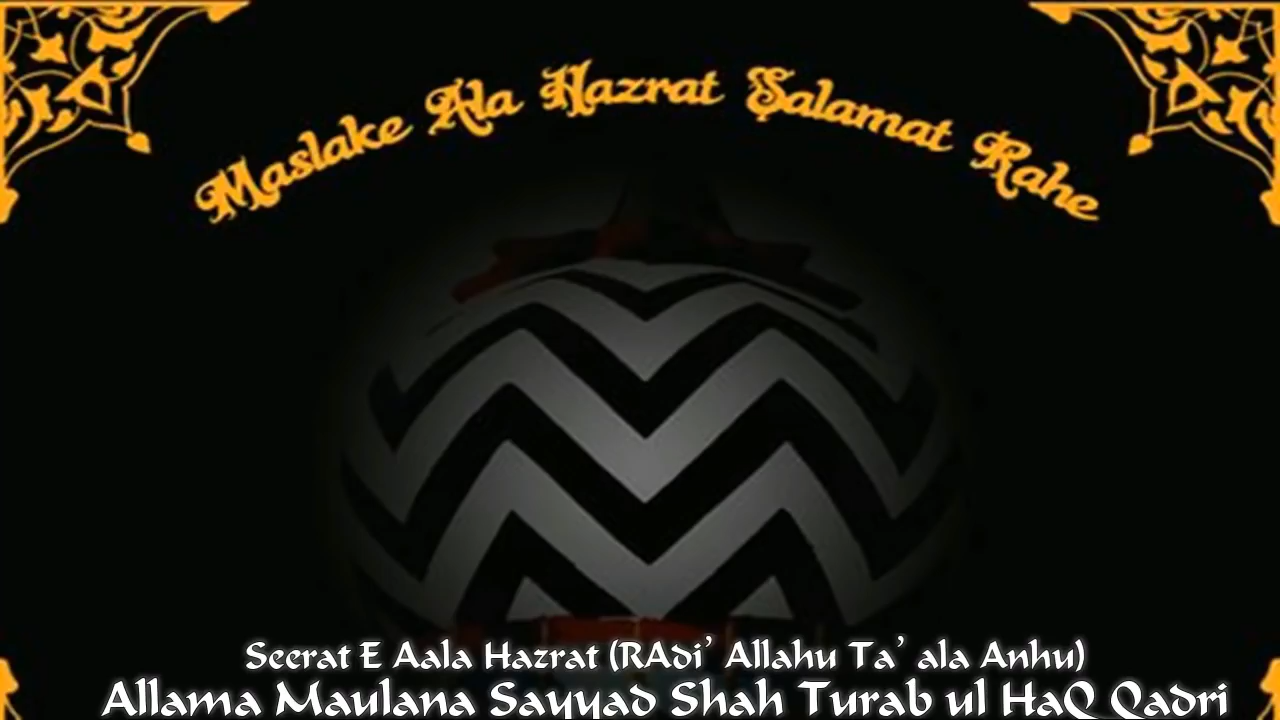 Maslake Ala Hazrat Salamat Rahe
Seerat E Aala Hazrat (RAdi' Allahu Ta' ala Anhu)
Allama Maulana Sayyad Shah Turab ul HaQ Qadri